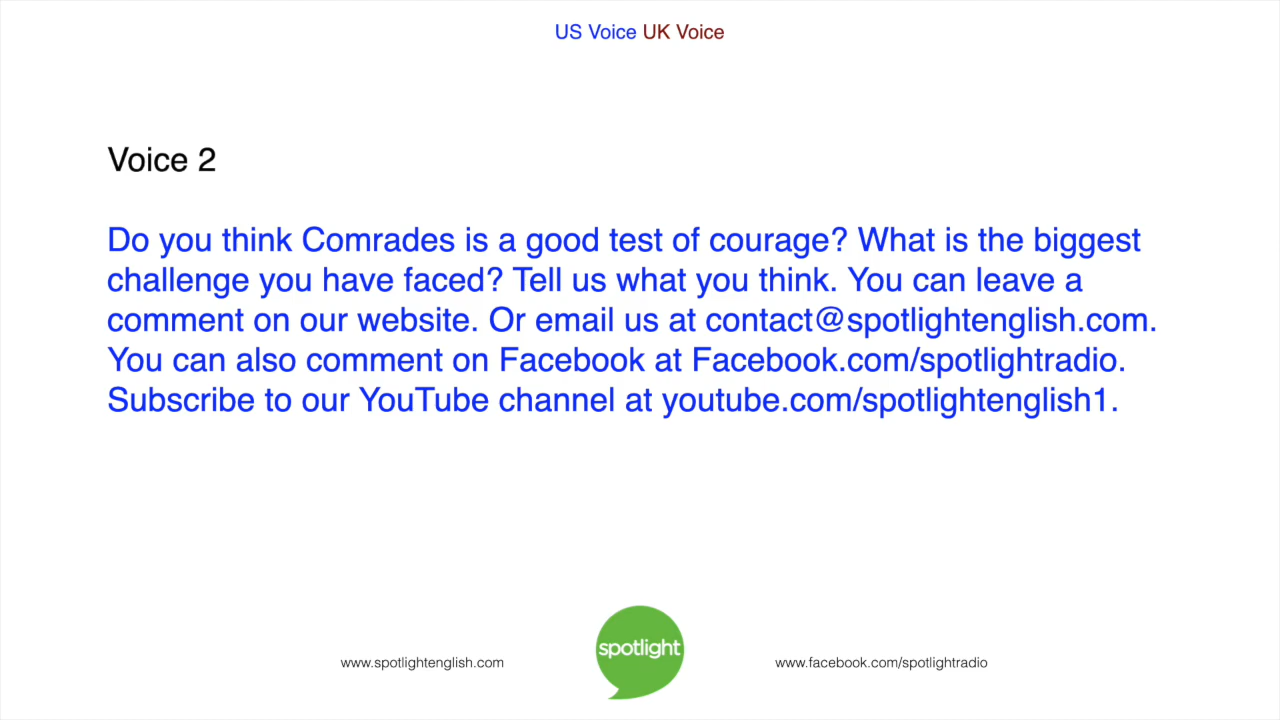 US Voice UK Voice
Voice 2
Do you think Comrades is a good test of courage? What is the biggest
challenge you have faced? Tell us what you think. You can leave a
comment on our website. Or email us at contact@spotlightenglish.com.
You can also comment on Facebook at Facebook.com/spotlightradio.
Subscribe to our YouTube channel at youtube.com/spotlightenglish1.
www.spotlightenglish.com
spotlight
www.facebook.com/spotlightradio